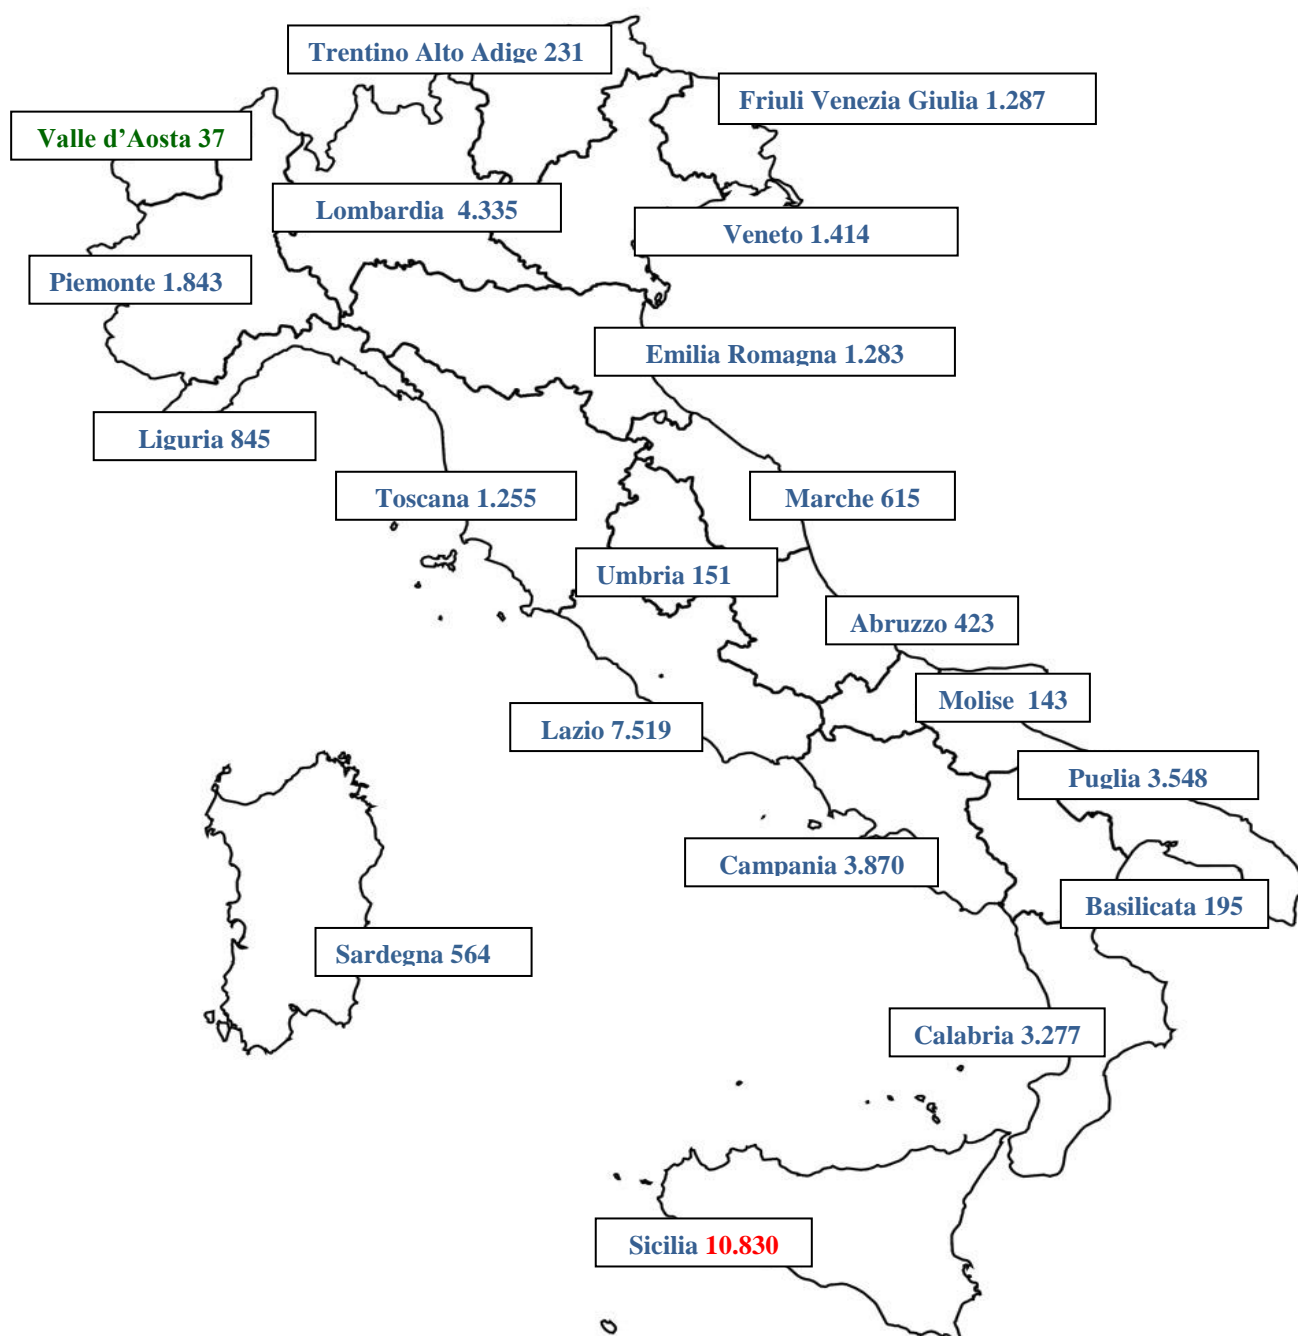 Trentino Alto Adige 231
Friuli Venezia Giulia 1.287
Valle d’Aosta 37
Lombardia 4.335
Veneto 1.414
Piemonte 1.843
Emilia Romagna 1.283
Liguria 845
Toscana 1.255
Marche 615
Umbria 151
Abruzzo 423
Molise 143
Lazio 7.519
Puglia 3.548
Campania 3.870
Basilicata 195
Sardegna 564
Calabria 3.277
Sicilia 10.830